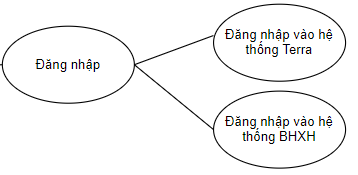 Đăng nhập
Đăng nhập vào hệ
thống Terra
Đăng nhập vào hệ
thống BHXH